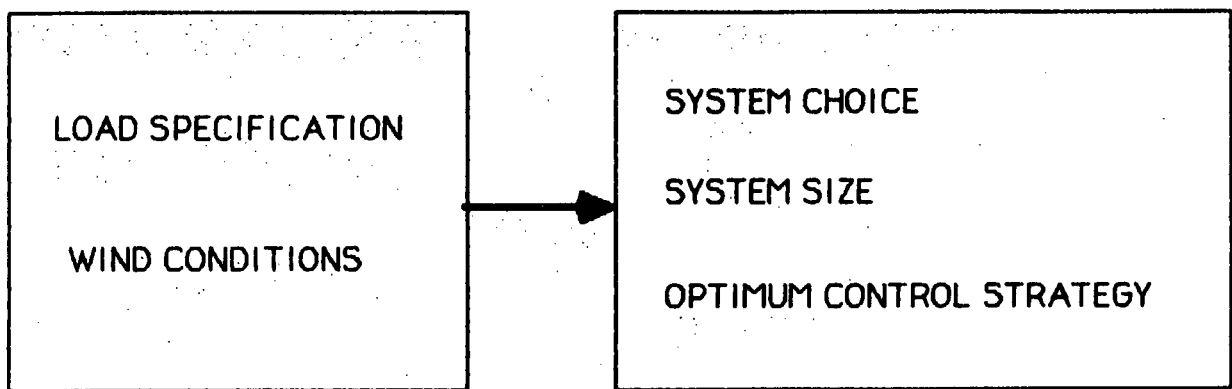 LOAD SPECIFICATION
WIND CONDITIONS
SYSTEM CHOICE
SYSTEM SIZE
OPTIMUM CONTROL STRATEGY